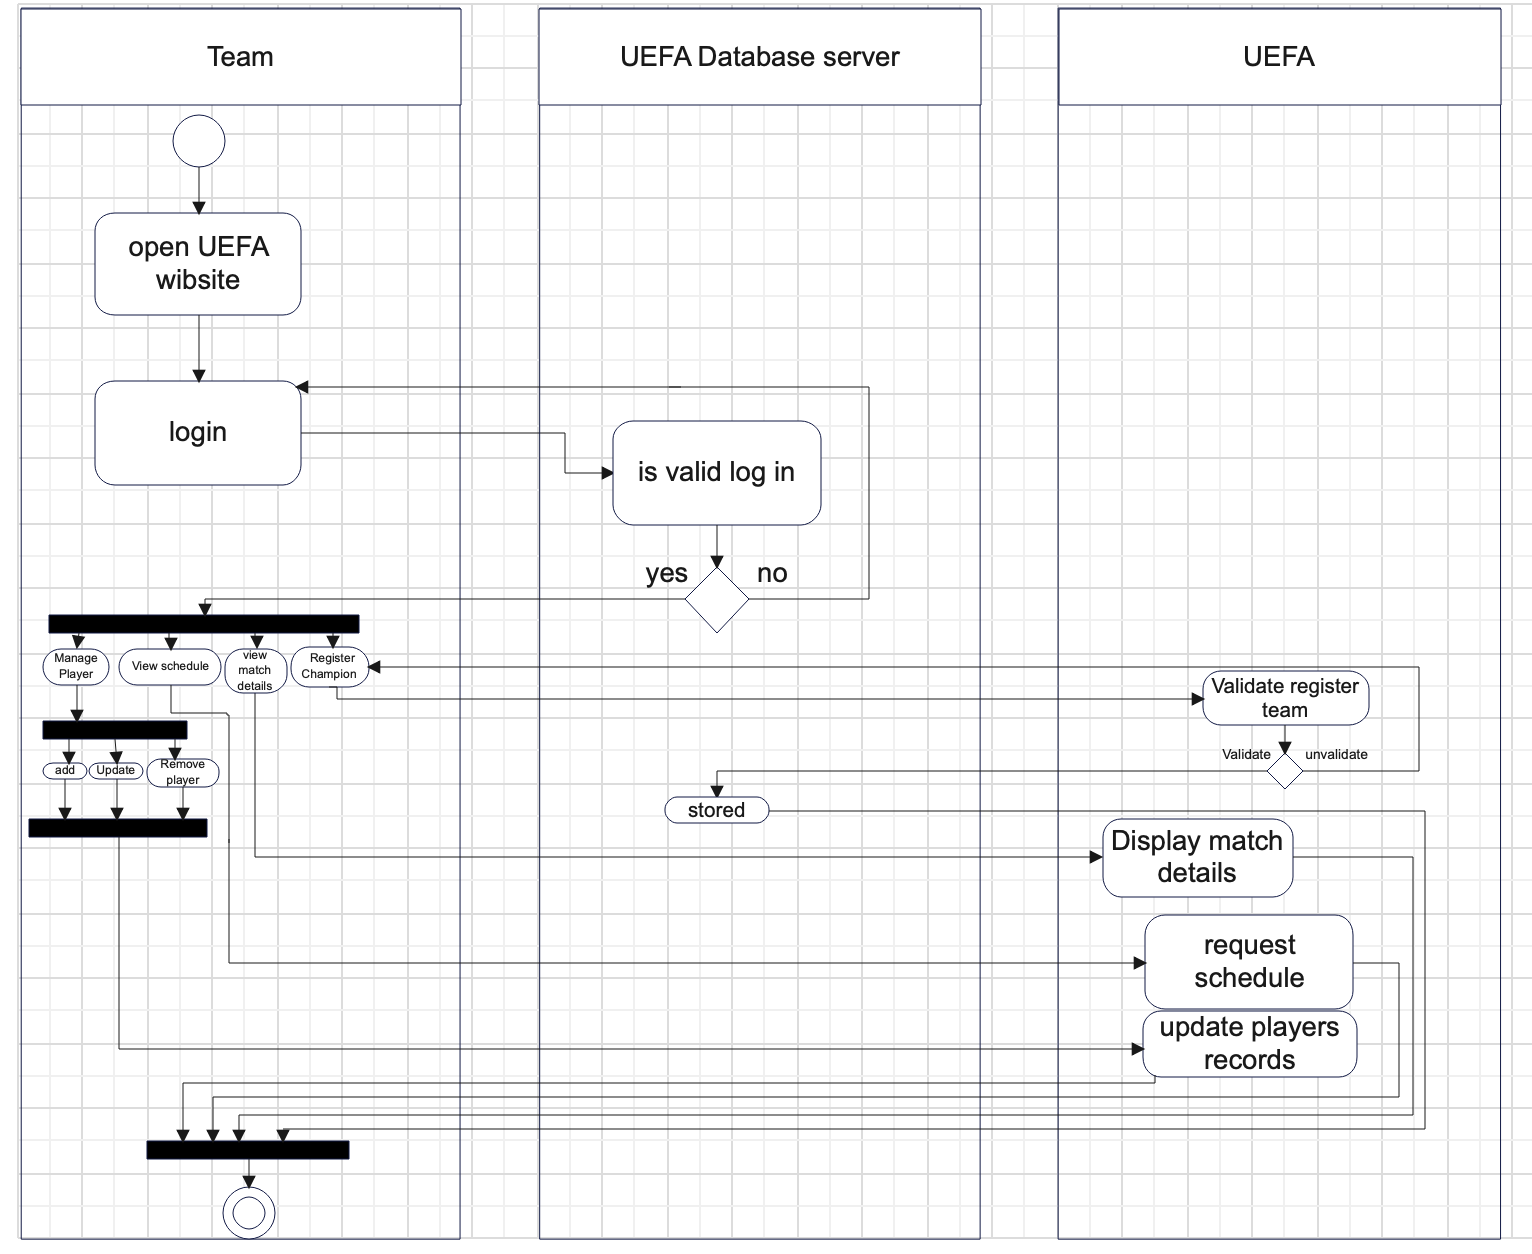 Team
UEFA Database server
UEFA
open UEFA
wibsite
login
is valid log in
yes
no
Manage
Player
View schedule
view
match
details
Register
Champion
Validate register
team
Validate
unvalidate
add
Update
Remove
player
stored
Display match
details
request
schedule
update players
records